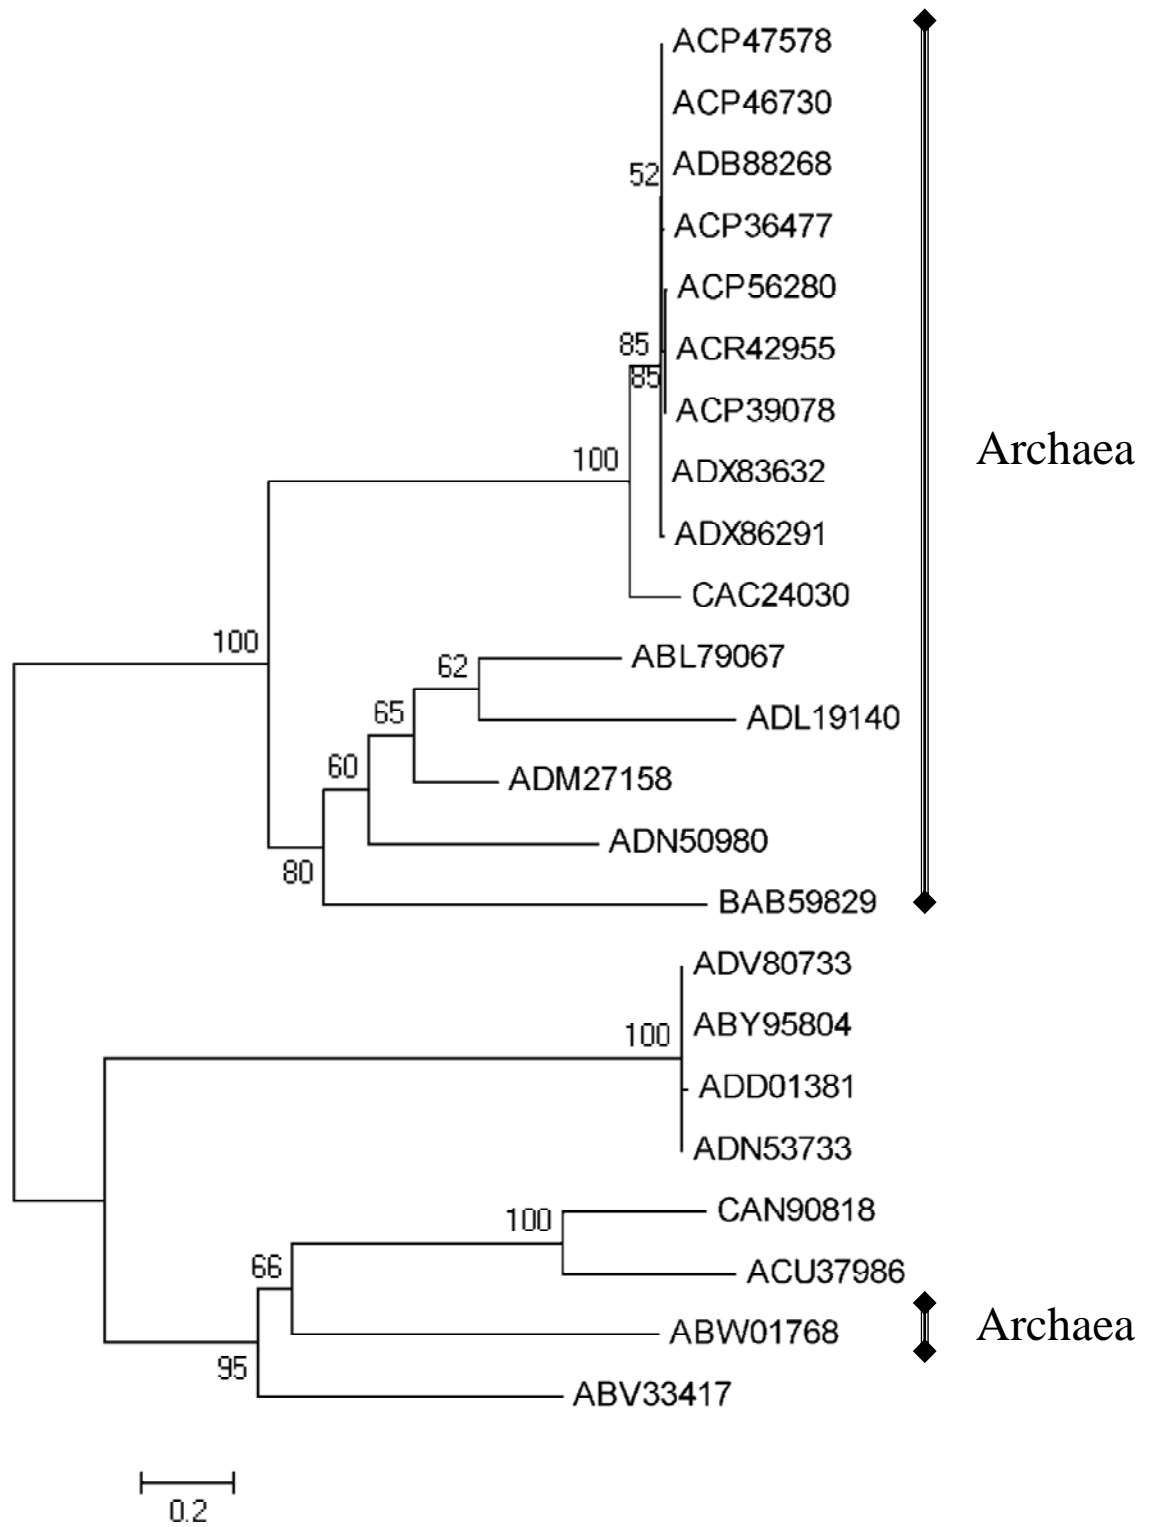 ACP47578
ACP46730
ADB88268
52
ACP36477
ACP56280
85
ACR42955
85
ACP39078
Archaea
100
ADX83632
ADX86291
CAC24030
100
62
ABL79067
65
ADL19140
60
ADM27158
ADN50980
80
BAB59829
ADV80733
100
ABY95804
ADD01381
ADN53733
100
CAN90818
66
ACU37986
ABW01768
Archaea
95
ABV33417
0.2